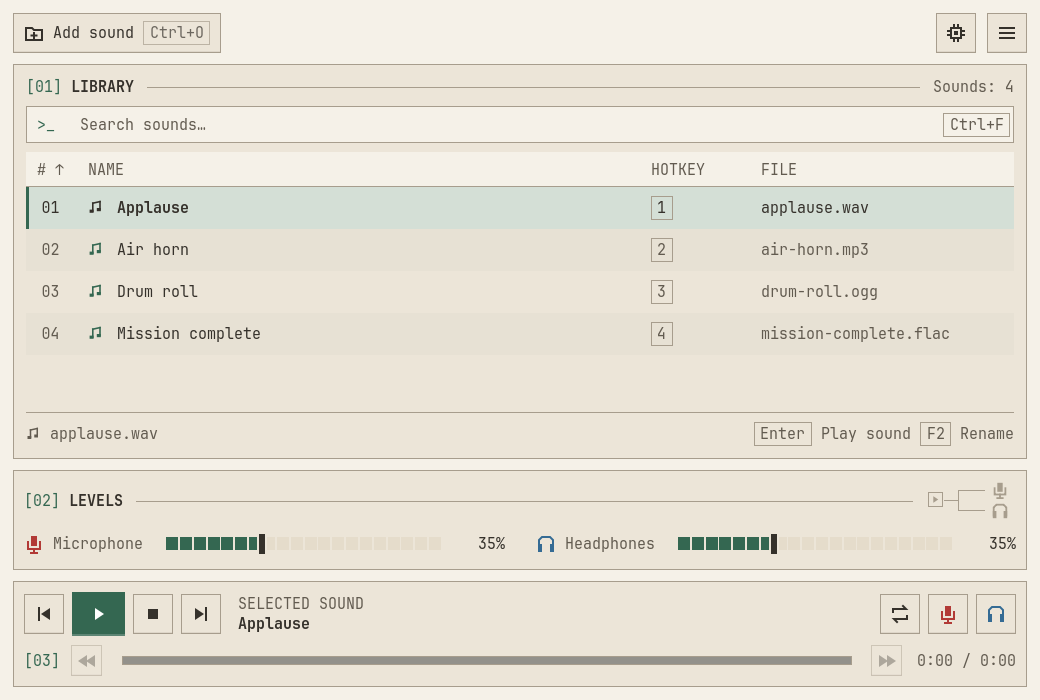 Add sound Ctrl+O
[01] LIBRARY Sounds: 4
>_ Search sounds… Ctrl+F
# ↑ NAME HOTKEY FILE
01 Applause 1 applause.wav
02 Air horn 2 air-horn.mp3
03 Drum roll 3 drum-roll.ogg
04 Mission complete 4 mission-complete.flac
applause.wav Enter Play sound F2 Rename
[02] LEVELS
Microphone 35% Headphones 35%
SELECTED SOUND
Applause
[03] 0:00 / 0:00